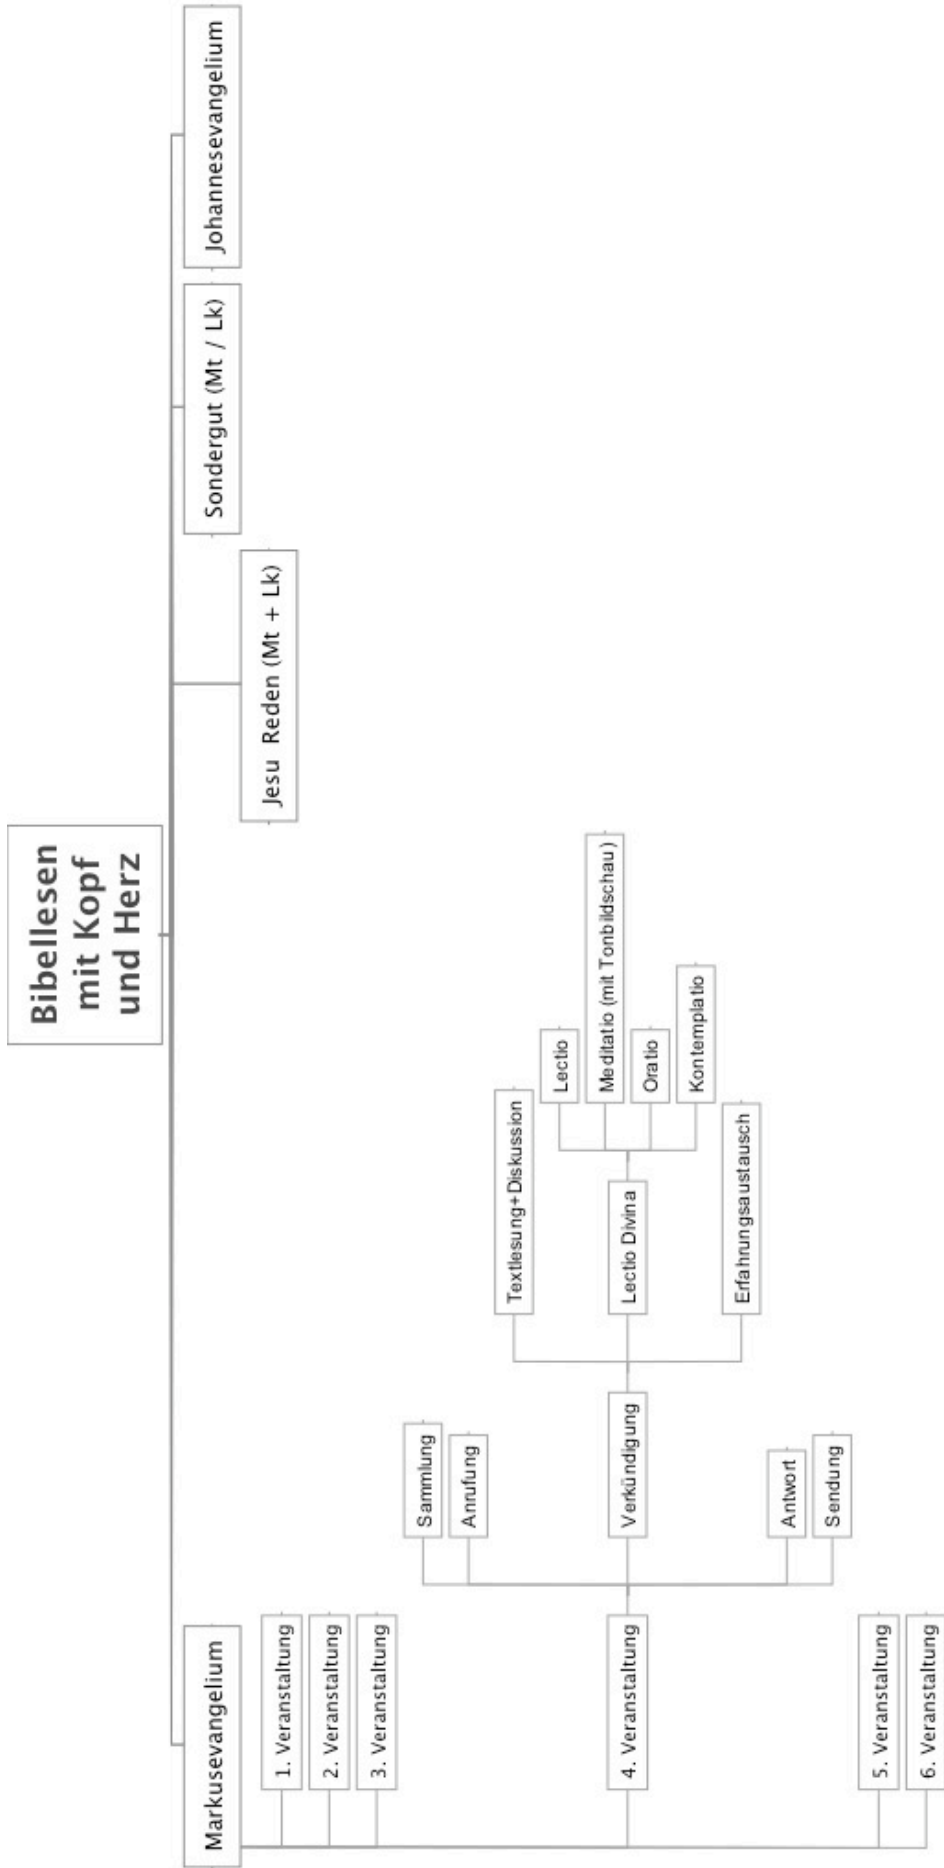 Bibellesen
mit Kopf
und Herz
Markusevangelium
1. Veranstaltung
2. Veranstaltung
3. Veranstaltung
4. Veranstaltung
Sammlung
Anrufung
Verkündigung
Textlesung+Diskussion
Lectio Divina
Lectio
Meditatio (mit Tonbildschau)
Oratio
Kontemplatio
Erfahrungsaustausch
Antwort
Sendung
5. Veranstaltung
6. Veranstaltung
Jesu Reden (Mt + Lk)
Sondergut (Mt / Lk)
Johannesevangelium